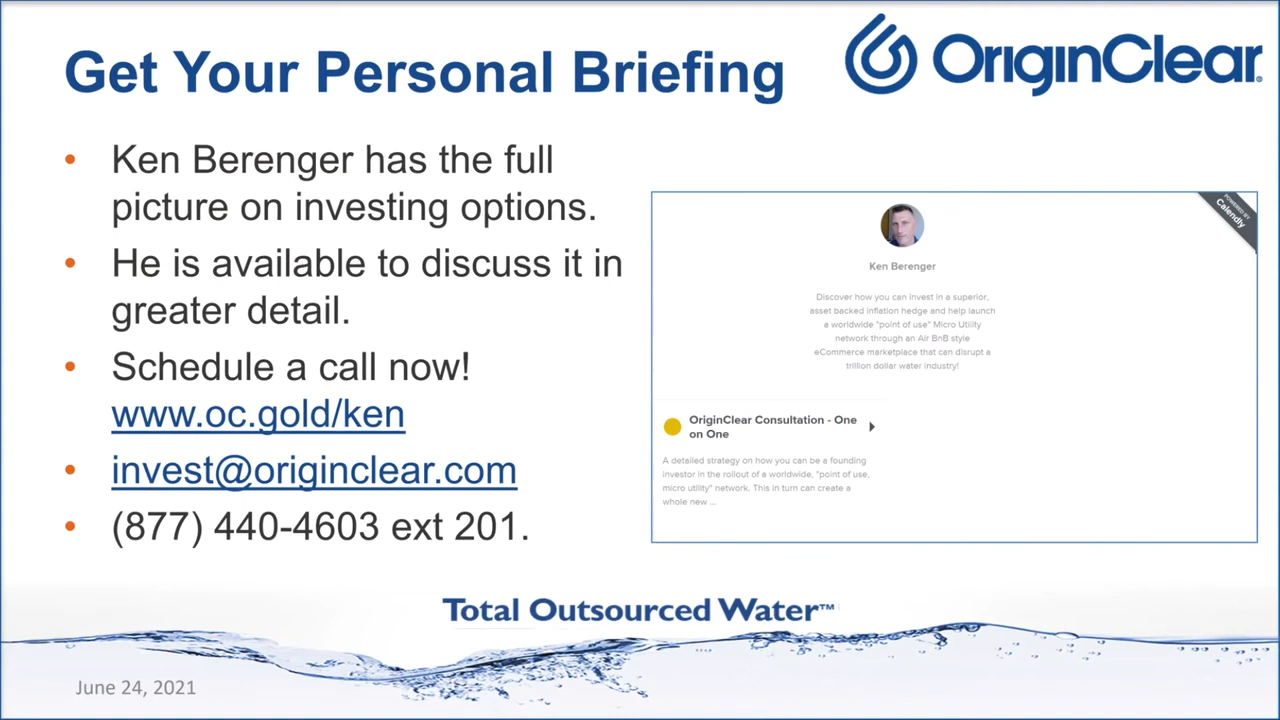 Get Your Personal Briefing
OriginClear®
• Ken Berenger has the full
picture on investing options.
• He is available to discuss it in
greater detail.
• Schedule a call now!
www.oc.gold/ken
• invest@originclear.com
• (877) 440-4603 ext 201.
POWERED BY
Calendly
Ken Berenger
Discover how you can invest in a superior,
asset backed inflation hedge and help launch
a worldwide "point of use" Micro Utility
network through an Air BnB style
eCommerce marketplace that can disrupt a
trillion dollar water industry!
OriginClear Consultation - One
on One
A detailed strategy on how you can be a founding
investor in the rollout of a worldwide, "point of use,
micro utility" network. This in turn can create a
whole new ...
Total Outsourced Water™
June 24, 2021